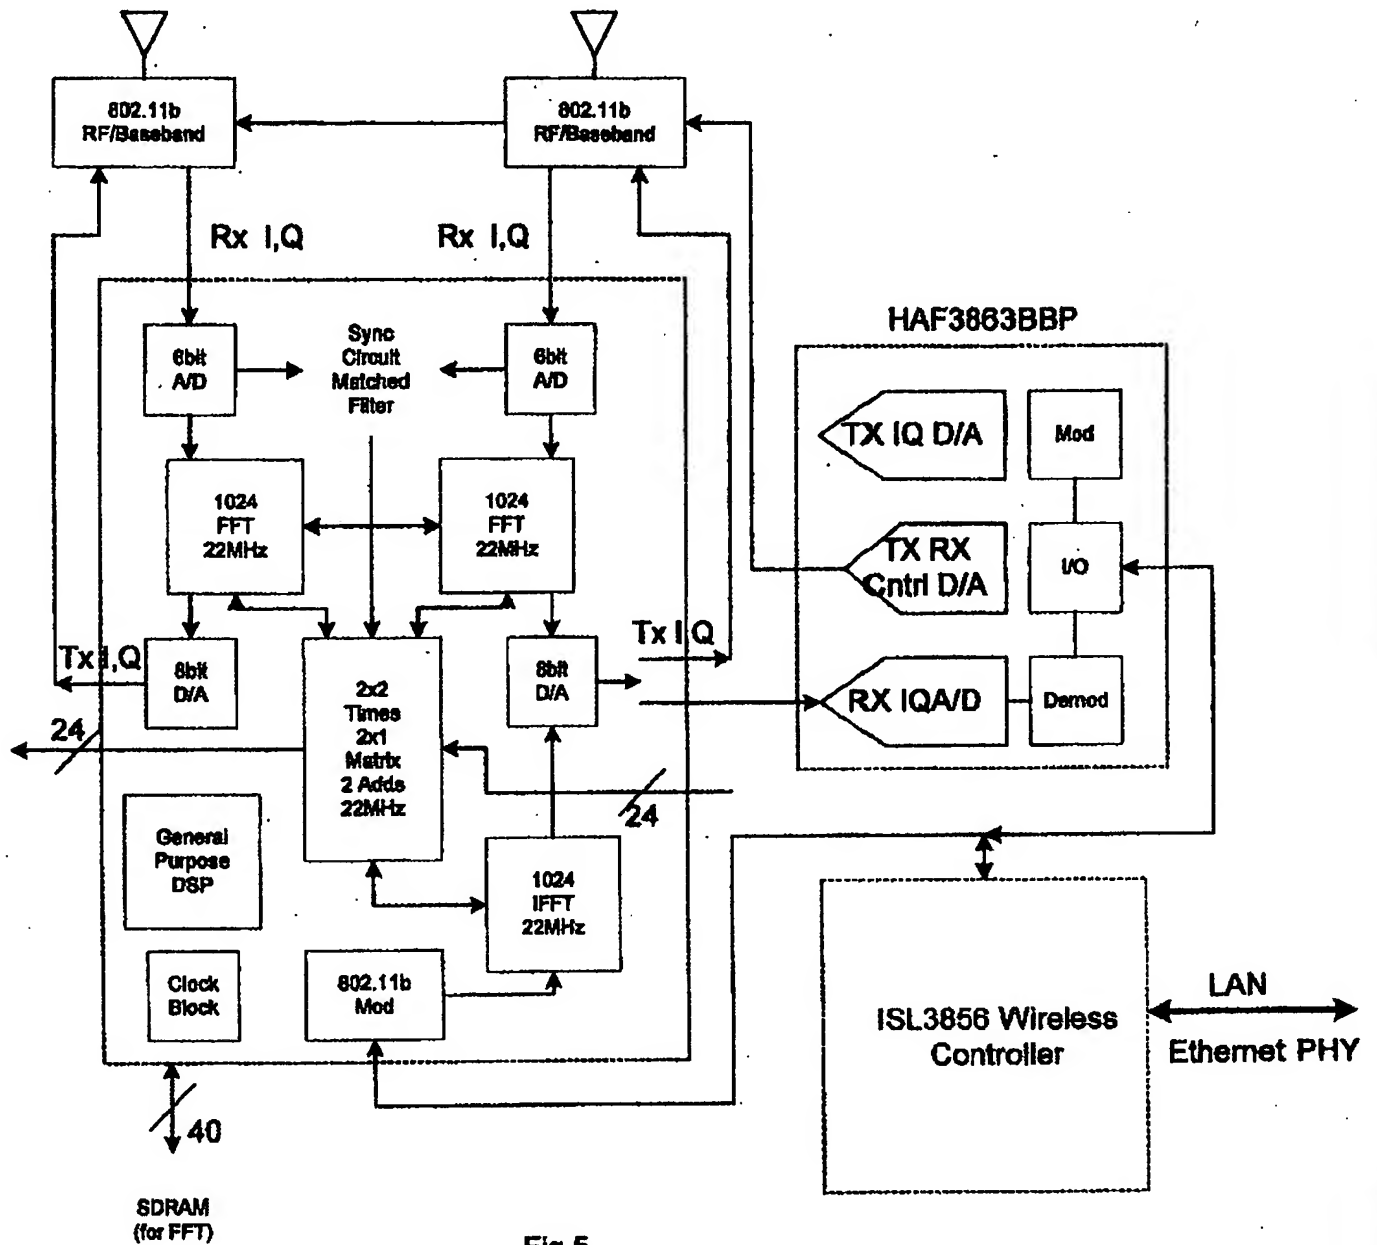 802.11b
RF/Baseband
802.11b
RF/Baseband
Rx I,Q
Rx I,Q
HAF3863BBP
6bit
A/D
Sync
Circuit
Matched
Filter
6bit
A/D
TX IQ D/A
Mod
1024
FFT
22MHz
1024
FFT
22MHz
TX RX
Cntrl D/A
I/O
Tx I,Q
8bit
D/A
2x2
Times
2x1
Matrix
2 Adds
22MHz
8bit
D/A
Tx I Q
RX IQA/D
Demod
24
24
General
Purpose
DSP
1024
IFFT
22MHz
Clock
Block
802.11b
Mod
ISL3856 Wireless
Controller
LAN
Ethernet PHY
40
SDRAM
(for FFT)
Fig 5